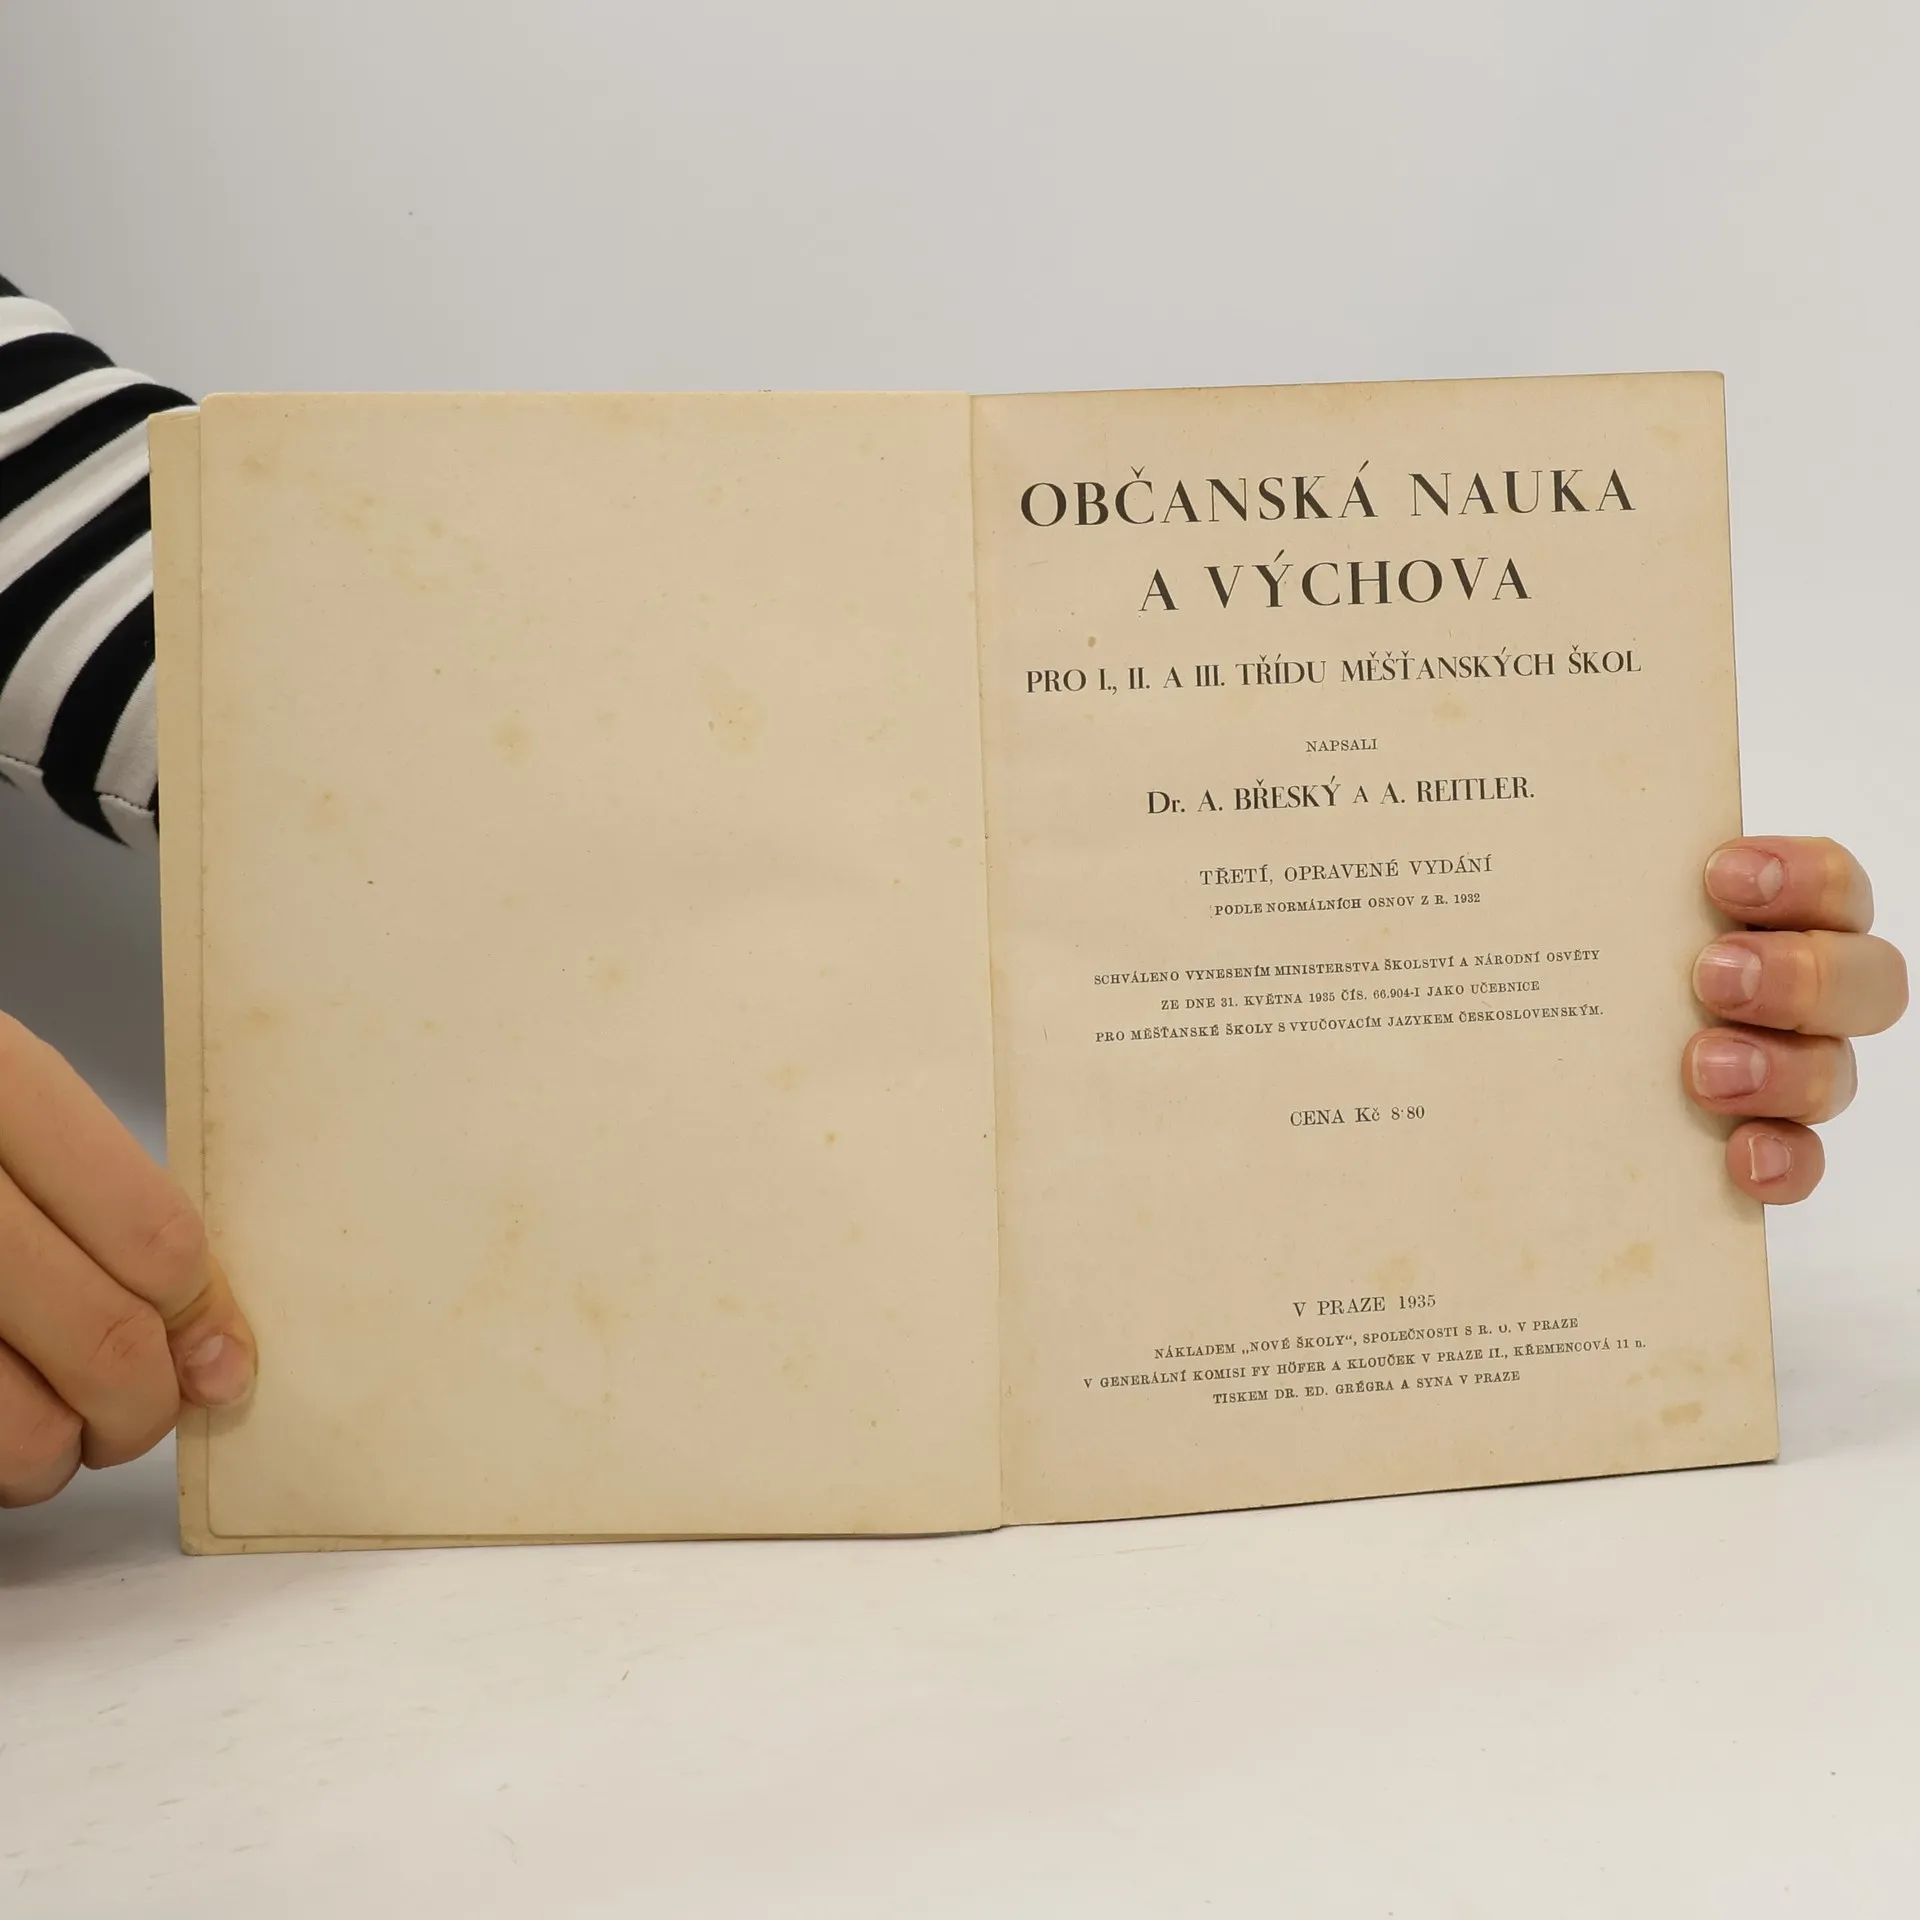 OBČANSKÁ NAUKA
A VÝCHOVA
PRO I., II. A III. TŘÍDU MĚŠŤANSKÝCH ŠKOL
NAPSALI
Dr. A. BŘESKÝ A A. REITLER.
TŘETÍ, OPRAVENÉ VYDÁNÍ
PODLE NORMÁLNÍCH OSNOV Z R. 1932
SCHVÁLENO VYNESENÍM MINISTERSTVA ŠKOLSTVÍ A NÁRODNÍ OSVĚTY
ZE DNE 31. KVĚTNA 1935 ČÍS. 66.904-I JAKO UČEBNICE
PRO MĚŠŤANSKÉ ŠKOLY S VYUČOVACÍM JAZYKEM ČESKOSLOVENSKÝM.
CENA Kč 8·80
V PRAZE 1935
NÁKLADEM „NOVÉ ŠKOLY“, SPOLEČNOSTI S R. O. V PRAZE
V GENERÁLNÍ KOMISI FY HÖFER A KLOUČEK V PRAZE II., KŘEMENCOVÁ 11 n.
TISKEM DR. ED. GRÉGRA A SYNA V PRAZE